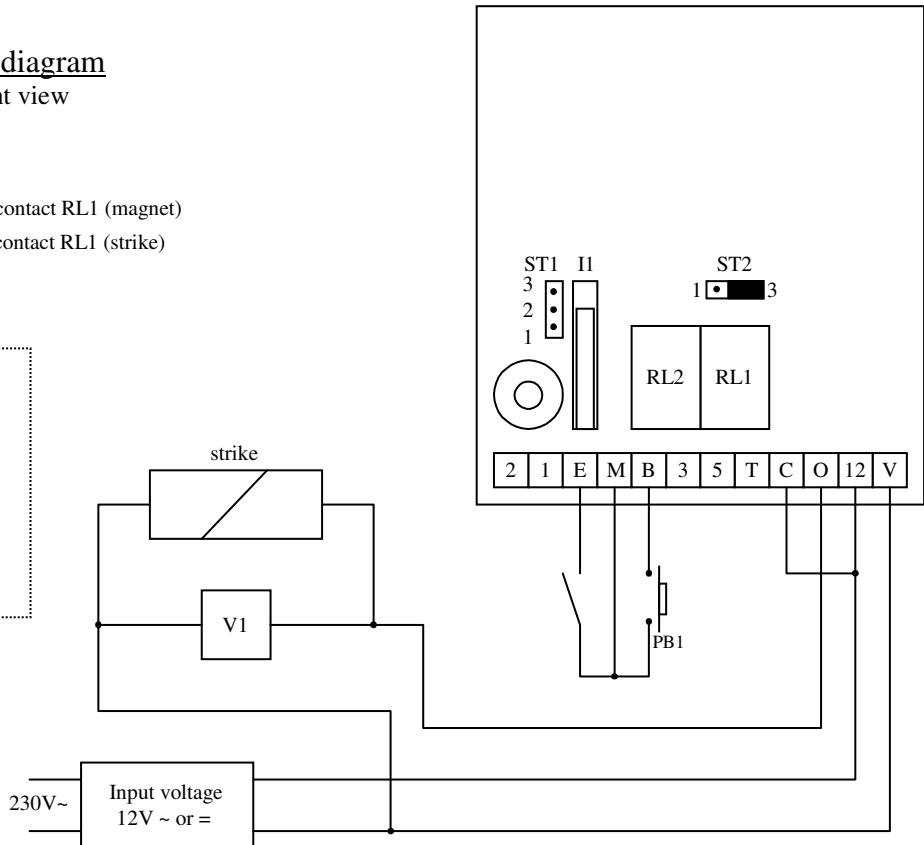 diagram
view
contact RL1 (magnet)
contact RL1 (strike)
ST1 I1
ST2
3
2
1
1 3
RL2 RL1
strike
2 1 E M B 3 5 T C O 12 V
V1
PB1
230V~
Input voltage
12V ~ or =